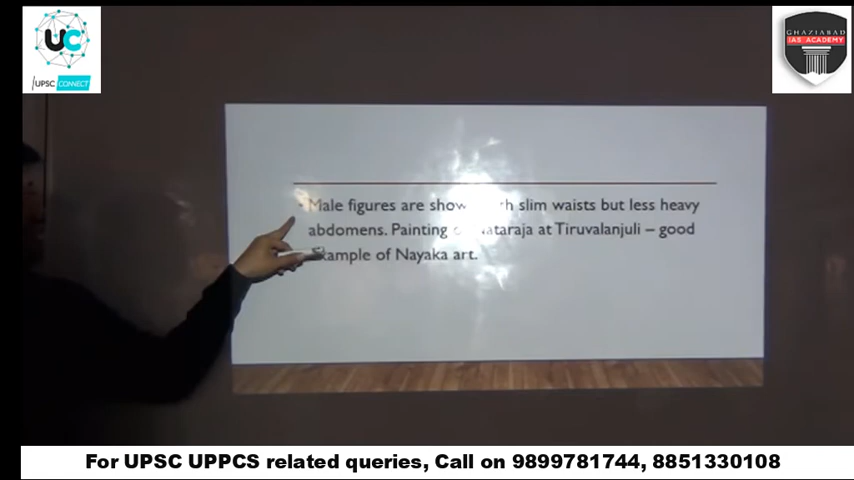 UC
UPSC CONNECT
GHAZIABAD
IAS ACADEMY
Male figures are show th slim waists but less heavy
abdomens. Painting ataraja at Tiruvalanjuli – good
Example of Nayaka art.
For UPSC UPPCS related queries, Call on 9899781744, 8851330108